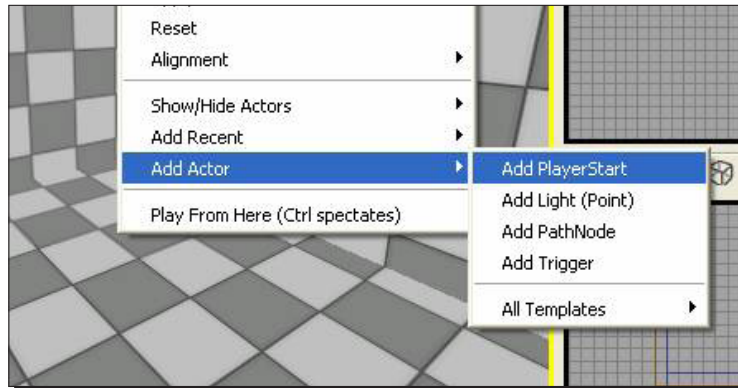 Reset
Alignment
Show/Hide Actors
Add Recent
Add Actor
Play From Here (Ctrl spectates)
Add PlayerStart
Add Light (Point)
Add PathNode
Add Trigger
All Templates